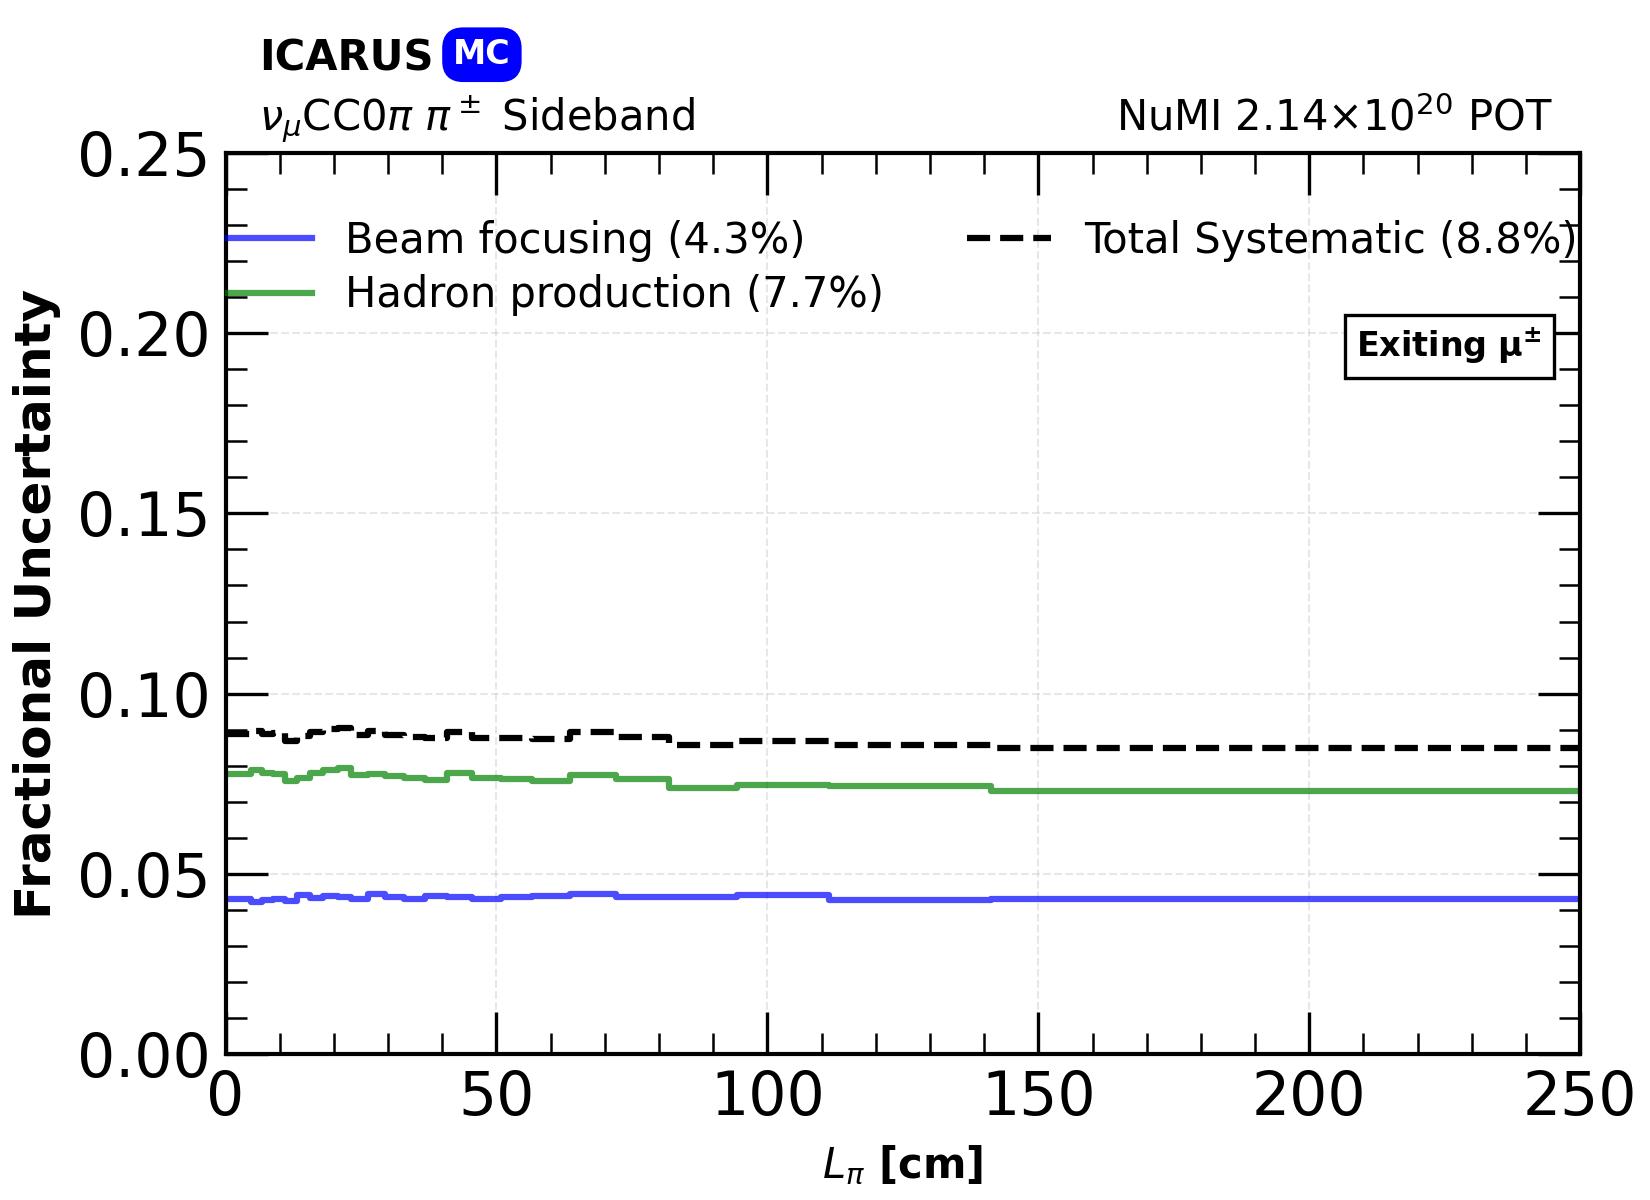 ICARUS MC
νμCC0π π± Sideband
NuMI 2.14×10²⁰ POT
Beam focusing (4.3%)
Hadron production (7.7%)
Total Systematic (8.8%)
Exiting μ±
Fractional Uncertainty
0.25
0.20
0.15
0.10
0.05
0.00
0 50 100 150 200 250
Lπ [cm]